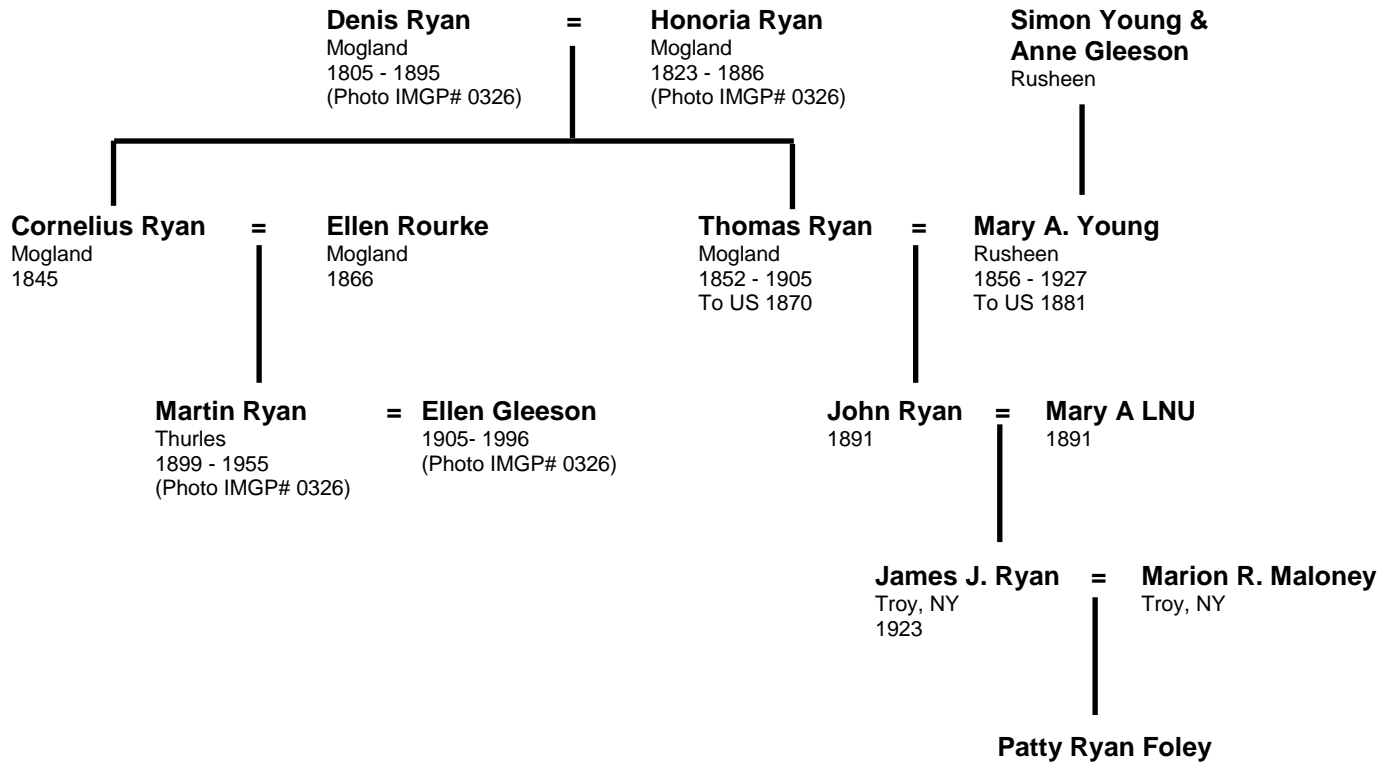 Denis Ryan = Honoria Ryan Simon Young &
Mogland Mogland Anne Gleeson
1805 - 1895 1823 - 1886 Rusheen
(Photo IMGP# 0326) (Photo IMGP# 0326)
Cornelius Ryan = Ellen Rourke Thomas Ryan = Mary A. Young
Mogland Mogland Mogland Rusheen
1845 1866 1852 - 1905 1856 - 1927
To US 1870 To US 1881
Martin Ryan = Ellen Gleeson John Ryan = Mary A LNU
Thurles 1905- 1996 1891 1891
1899 - 1955 (Photo IMGP# 0326)
(Photo IMGP# 0326)
James J. Ryan = Marion R. Maloney
Troy, NY Troy, NY
1923
Patty Ryan Foley